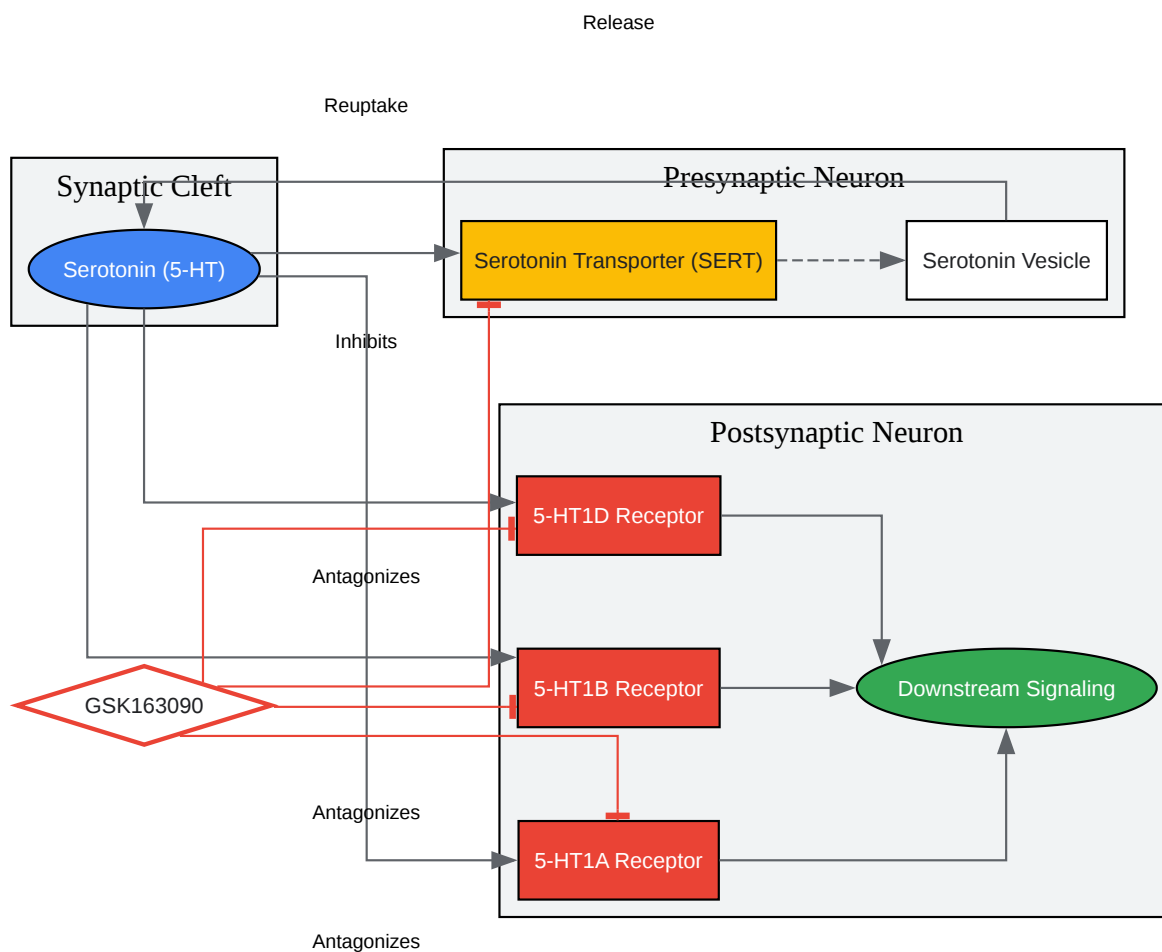 Release
Reuptake
Synaptic Cleft
Presynaptic Neuron
Serotonin (5-HT)
Serotonin Transporter (SERT)
Serotonin Vesicle
Inhibits
Postsynaptic Neuron
5-HT1D Receptor
Antagonizes
5-HT1B Receptor
Downstream Signaling
GSK163090
Antagonizes
5-HT1A Receptor
Antagonizes